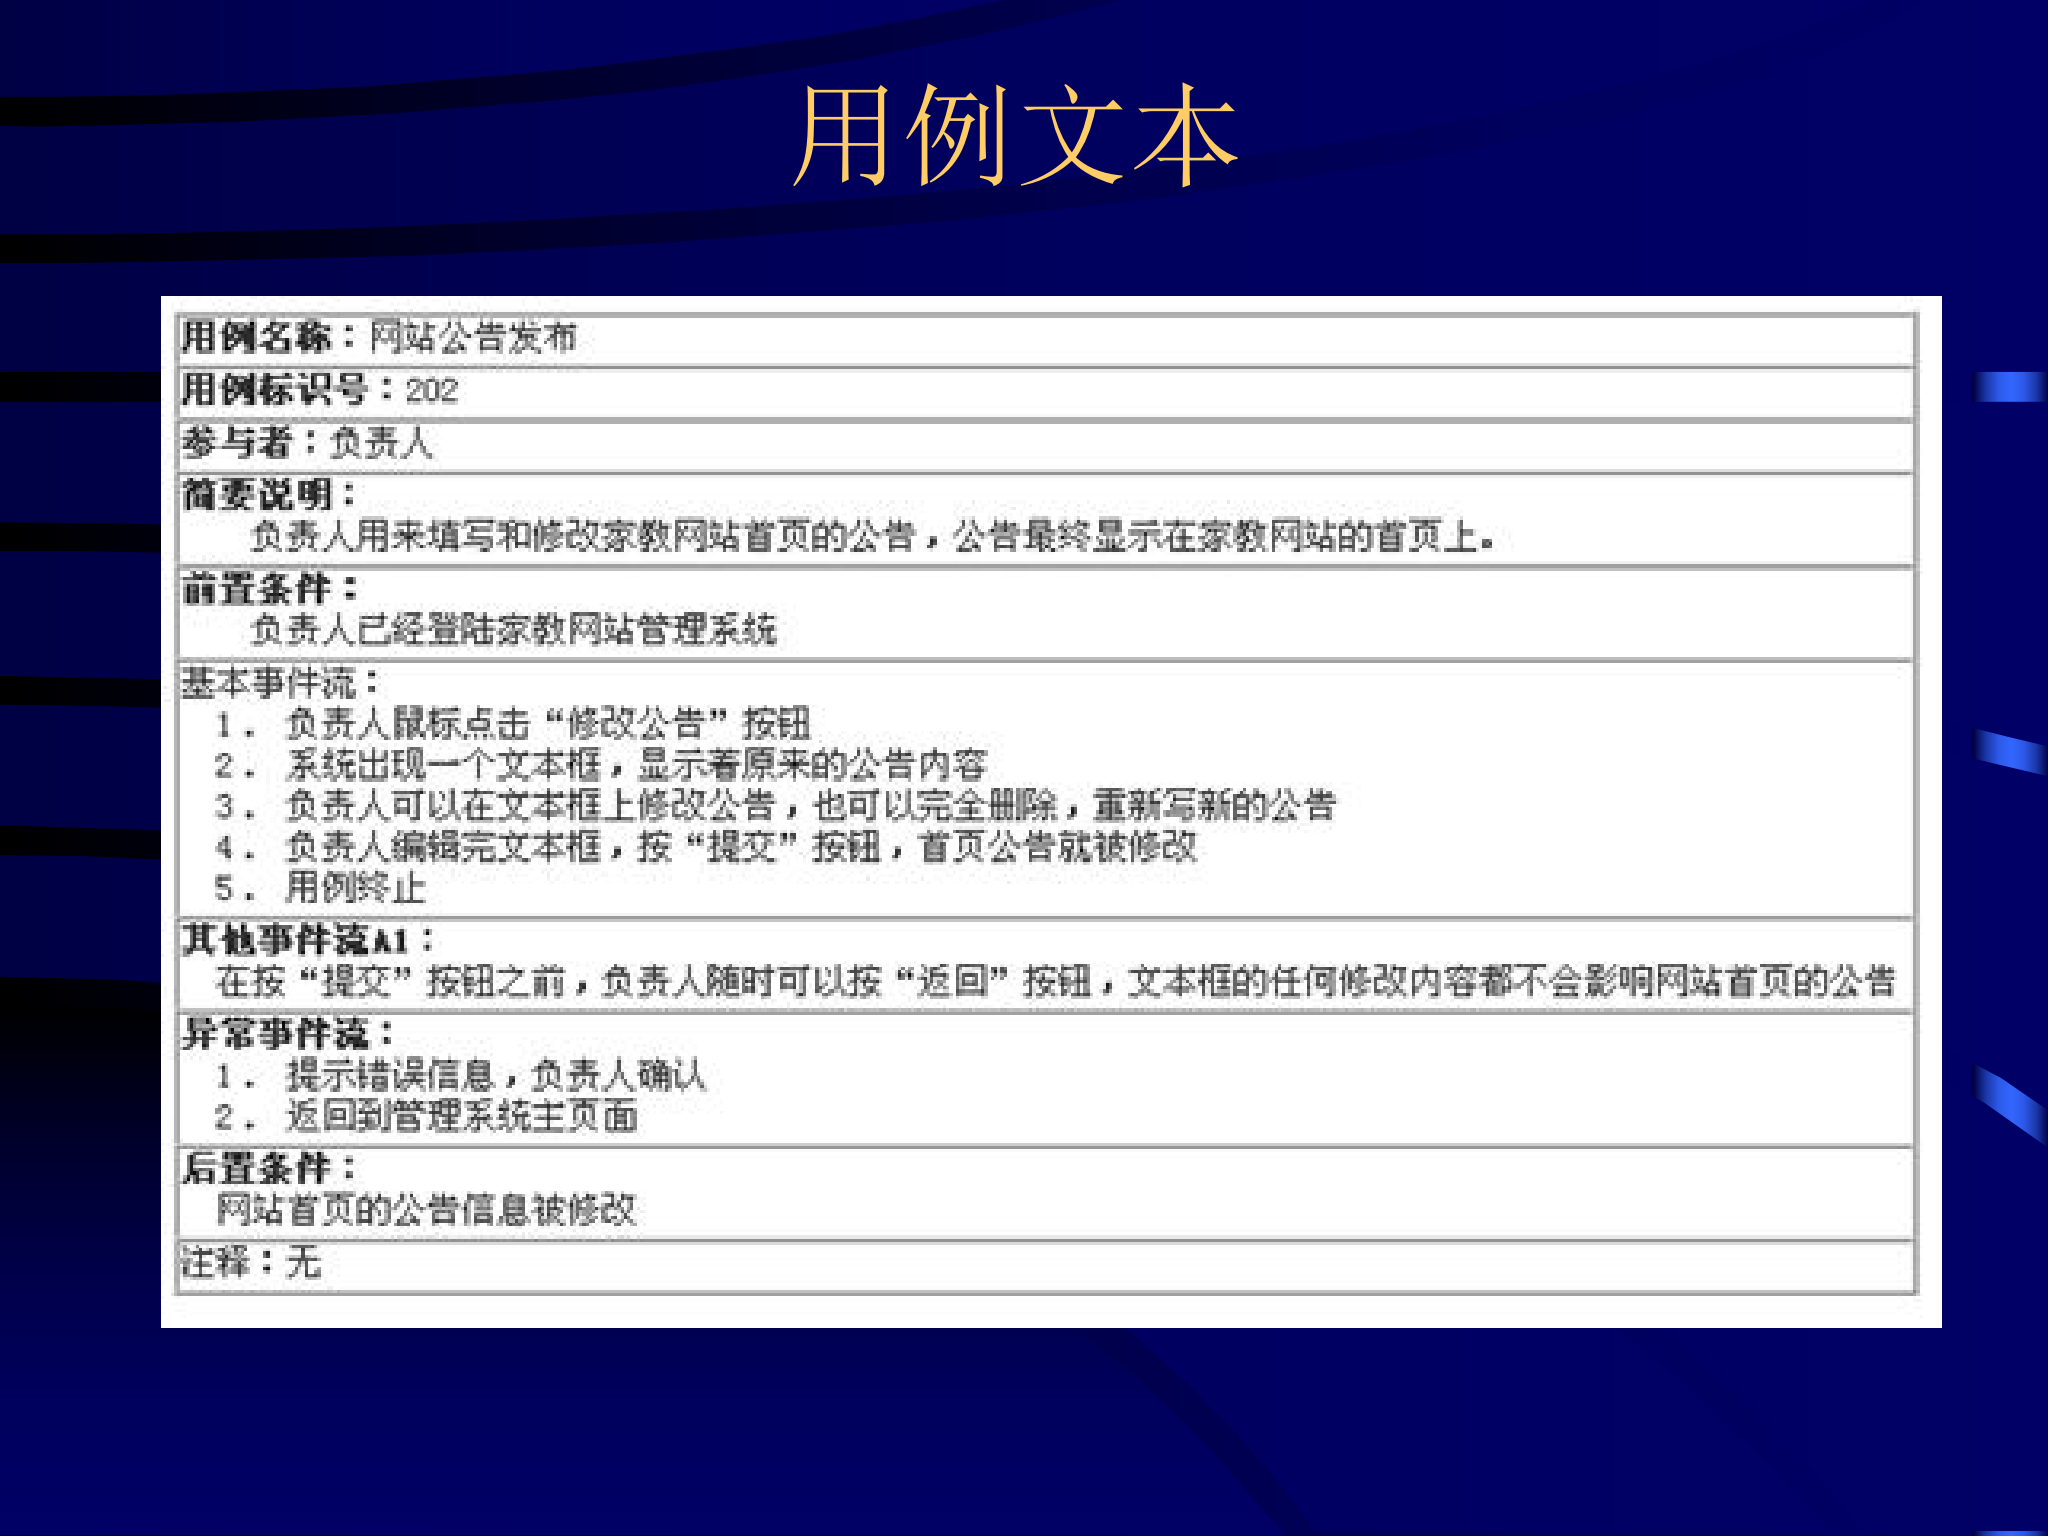 用例文本
用例名称：网站公告发布
用例标识号：202
参与者：负责人
简要说明：
负责人用来填写和修改家教网站首页的公告，公告最终显示在家教网站的首页上。
前置条件：
负责人已经登陆家教网站管理系统
基本事件流：
1. 负责人鼠标点击“修改公告”按钮
2. 系统出现一个文本框，显示着原来的公告内容
3. 负责人可以在文本框上修改公告，也可以完全删除，重新写新的公告
4. 负责人编辑完文本框，按“提交”按钮，首页公告就被修改
5. 用例终止
其他事件流A1：
在按“提交”按钮之前，负责人随时可以按“返回”按钮，文本框的任何修改内容都不会影响网站首页的公告
异常事件流：
1. 提示错误信息，负责人确认
2. 返回到管理系统主页面
后置条件：
网站首页的公告信息被修改
注释：无